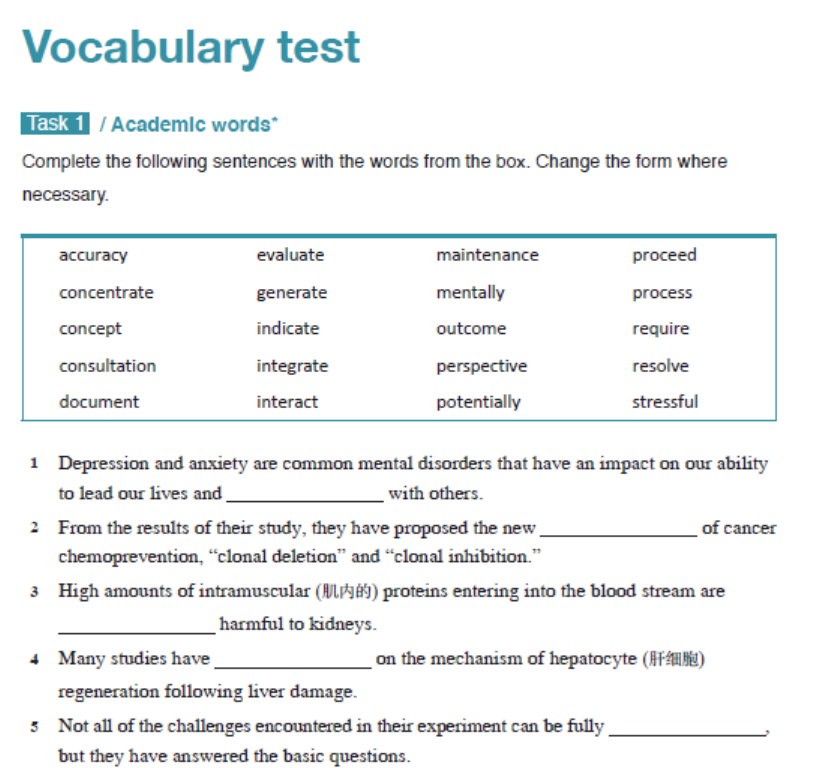 Vocabulary test
Task 1 / Academic words*
Complete the following sentences with the words from the box. Change the form where
necessary.
accuracy evaluate maintenance proceed
concentrate generate mentally process
concept indicate outcome require
consultation integrate perspective resolve
document interact potentially stressful
1 Depression and anxiety are common mental disorders that have an impact on our ability
to lead our lives and ________________ with others.
2 From the results of their study, they have proposed the new ________________ of cancer
chemoprevention, “clonal deletion” and “clonal inhibition.”
3 High amounts of intramuscular (肌内的) proteins entering into the blood stream are
________________ harmful to kidneys.
4 Many studies have ________________ on the mechanism of hepatocyte (肝细胞)
regeneration following liver damage.
5 Not all of the challenges encountered in their experiment can be fully ________________,
but they have answered the basic questions.